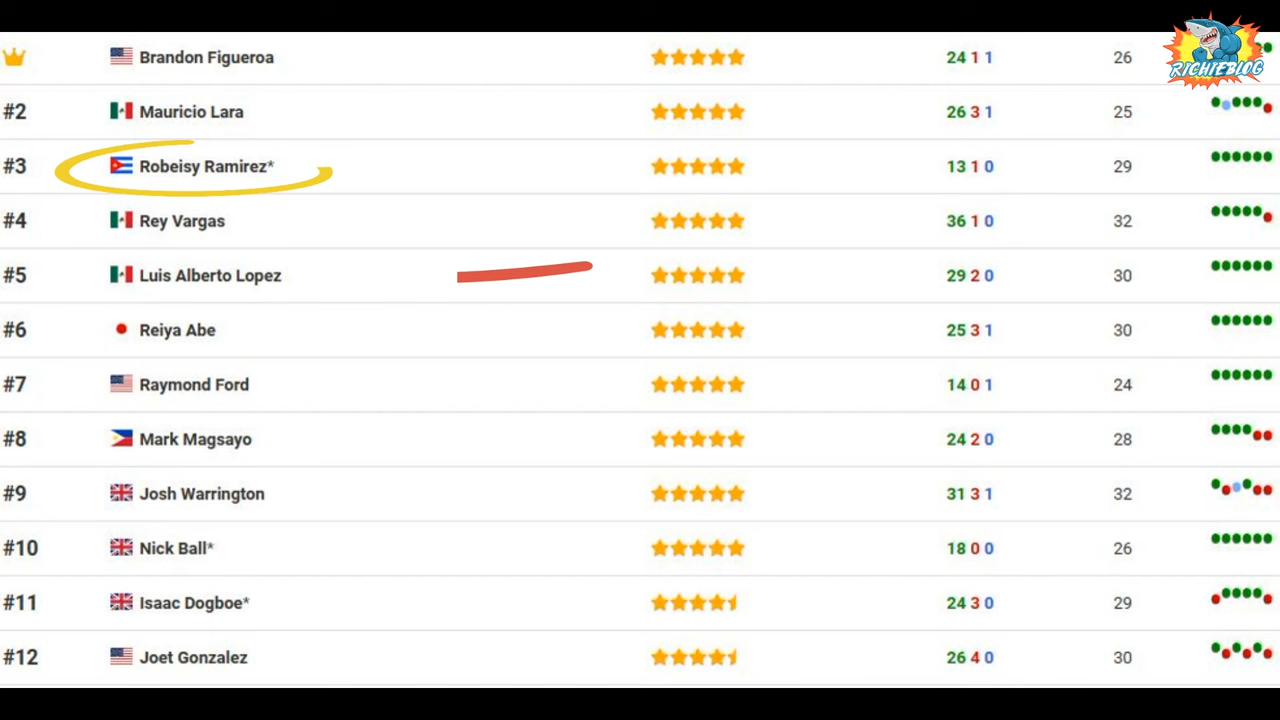 Brandon Figueroa 24 1 1 26
RICHIEBLOG
#2 Mauricio Lara 26 3 1 25
#3 Robeisy Ramirez* 13 1 0 29
#4 Rey Vargas 36 1 0 32
#5 Luis Alberto Lopez 29 2 0 30
#6 Reiya Abe 25 3 1 30
#7 Raymond Ford 14 0 1 24
#8 Mark Magsayo 24 2 0 28
#9 Josh Warrington 31 3 1 32
#10 Nick Ball* 18 0 0 26
#11 Isaac Dogboe* 24 3 0 29
#12 Joet Gonzalez 26 4 0 30